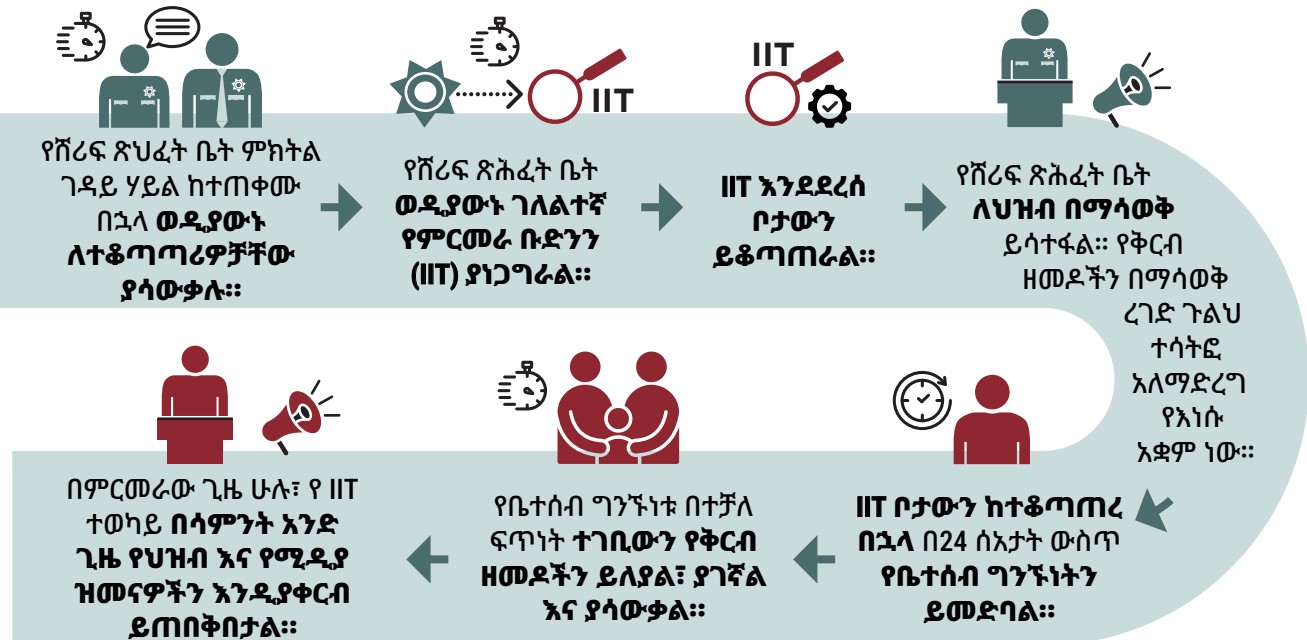 የሸሪፍ ጽህፈት ቤት ምክትል
ገዳይ ሃይል ከተጠቀሙ
በኋላ ወዲያውኑ
ለተቆጣጣሪዎቻቸው
ያሳውቃሉ።
IIT
የሸሪፍ ጽሕፈት ቤት
ወዲያውኑ ገለልተኛ
የምርመራ ቡድንን
(IIT) ያነጋግራል።
IIT
IIT እንደደረሰ
ቦታውን
ይቆጣጠራል።
የሸሪፍ ጽሕፈት ቤት
ለህዝብ በማሳወቅ
ይሳተፋል። የቅርብ
ዘመዶችን በማሳወቅ
ረገድ ጉልህ
ተሳትፎ
አለማድረግ
የእነሱ
አቋም ነው።
IIT ቦታውን ከተቆጣጠረ
በኋላ በ24 ሰአታት ውስጥ
የቤተሰብ ግንኙነትን
ይመድባል።
የቤተሰብ ግንኙነቱ በተቻለ
ፍጥነት ተገቢውን የቅርብ
ዘመዶችን ይለያል፣ ያገኛል
እና ያሳውቃል።
በምርመራው ጊዜ ሁሉ፣ የ IIT
ተወካይ በሳምንት አንድ
ጊዜ የህዝብ እና የሚዲያ
ዝመናዎችን እንዲያቀርብ
ይጠበቅበታል።